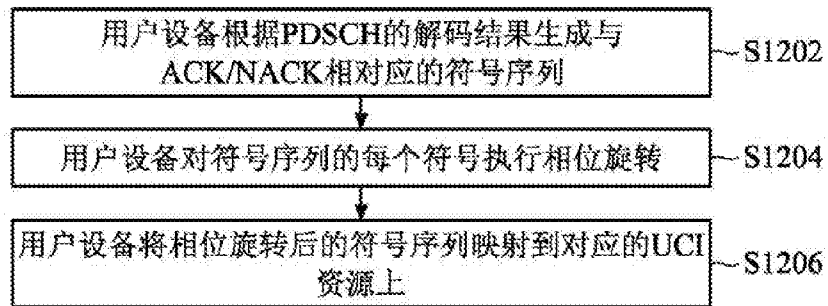 用户设备根据PDSCH的解码结果生成与
ACK/NACK相对应的符号序列
S1202
用户设备对符号序列的每个符号执行相位旋转
S1204
用户设备将相位旋转后的符号序列映射到对应的UCI
资源上
S1206